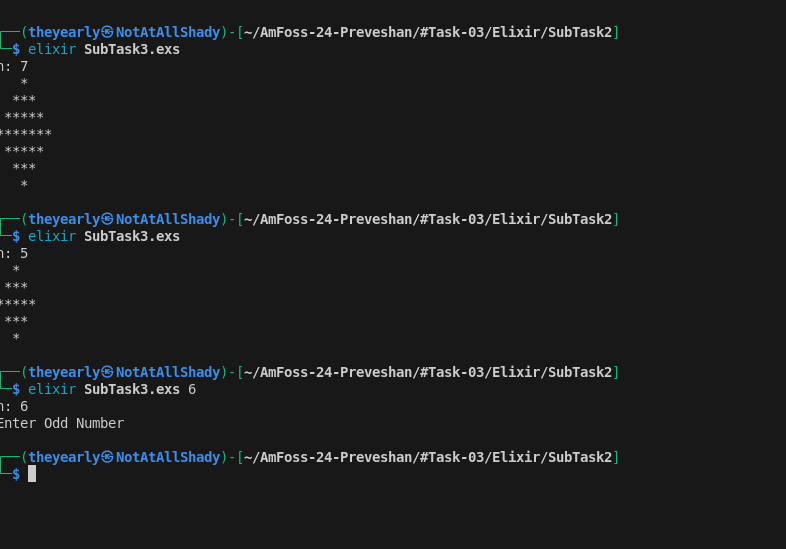 ┌──(theyearly㉿NotAtAllShady)-[~/AmFoss-24-Preveshan/#Task-03/Elixir/SubTask2]
└─$ elixir SubTask3.exs
n: 7
   *
  ***
 *****
*******
 *****
  ***
   *
┌──(theyearly㉿NotAtAllShady)-[~/AmFoss-24-Preveshan/#Task-03/Elixir/SubTask2]
└─$ elixir SubTask3.exs
n: 5
  *
 ***
*****
 ***
  *
┌──(theyearly㉿NotAtAllShady)-[~/AmFoss-24-Preveshan/#Task-03/Elixir/SubTask2]
└─$ elixir SubTask3.exs 6
n: 6
Enter Odd Number
┌──(theyearly㉿NotAtAllShady)-[~/AmFoss-24-Preveshan/#Task-03/Elixir/SubTask2]
└─$